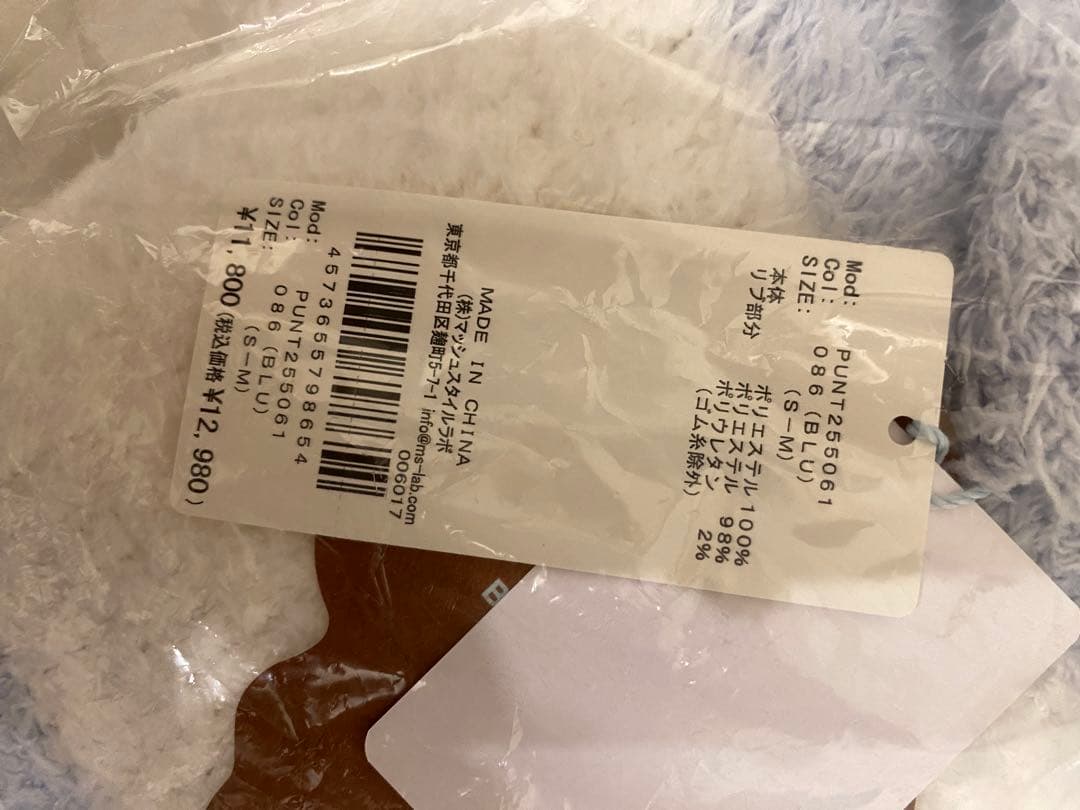 Mod: PUNT255061
Col: 086 (BLU)
SIZE: (S-M)
本体 ポリエステル 100%
リブ部分 ポリエステル 98%
ポリウレタン 2%
(ゴム糸除外)
MADE IN CHINA
(株)マッシュスタイルラボ
東京都千代田区麹町5-7-1 info@ms-lab.com
006017
4573655798654
Mod: PUNT255061
Col: 086 (BLU)
SIZE: (S-M)
¥11,800(税込価格 ¥12,980)
E